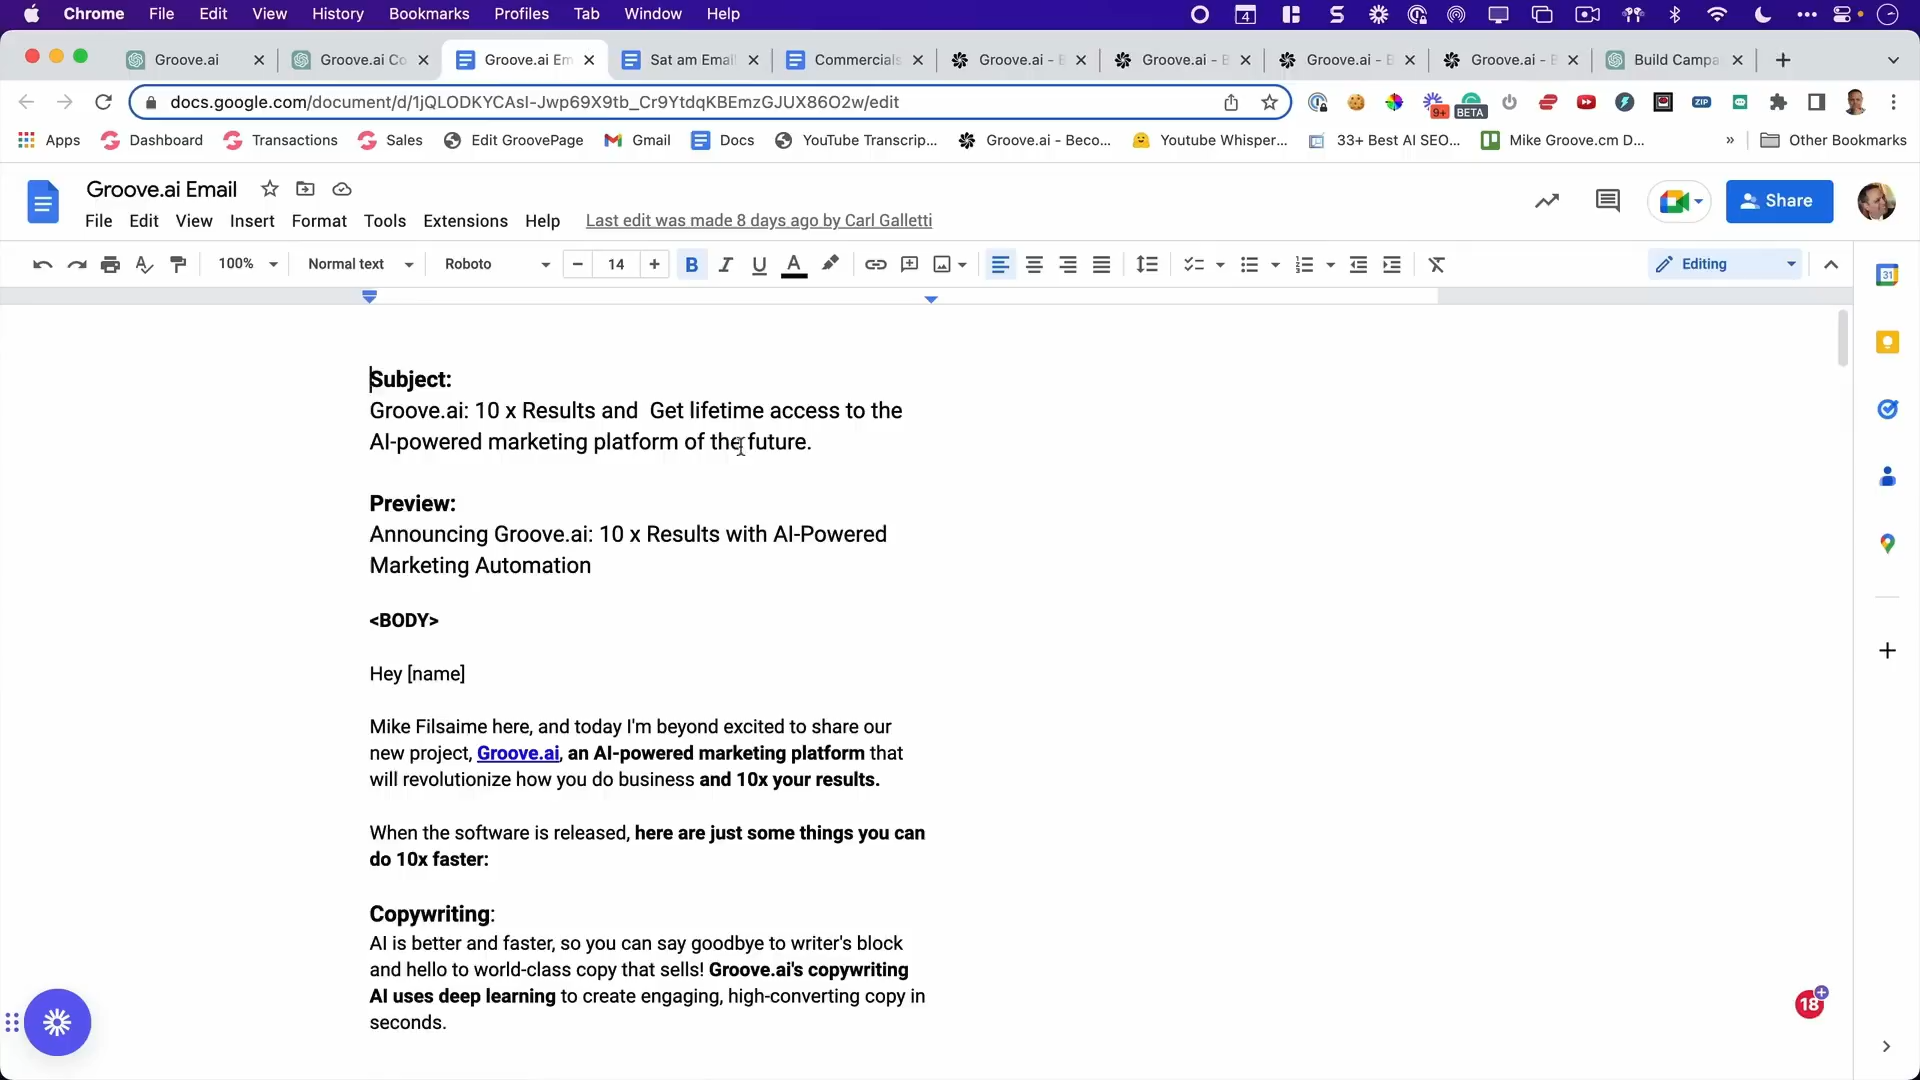 Chrome File Edit View History Bookmarks Profiles Tab Window Help
4
Groove.ai
Groove.ai Co
Groove.ai Em
Sat am Email
Commercials
Groove.ai - B
Groove.ai - B
Groove.ai - B
Groove.ai - B
Build Campa
docs.google.com/document/d/1jQLODKYCAsI-Jwp69X9tb_Cr9YtdqKBEmzGJUX86O2w/edit
9+
BETA
ZIP
Apps Dashboard Transactions Sales Edit GroovePage Gmail Docs YouTube Transcrip... Groove.ai - Beco... Youtube Whisper... 33+ Best AI SEO... Mike Groove.cm D... » Other Bookmarks
Groove.ai Email
File Edit View Insert Format Tools Extensions Help Last edit was made 8 days ago by Carl Galletti
Share
100% Normal text Roboto 14 B I U A Editing
31
Subject:
Groove.ai: 10 x Results and  Get lifetime access to the
AI-powered marketing platform of the future.
Preview:
Announcing Groove.ai: 10 x Results with AI-Powered
Marketing Automation
<BODY>
Hey [name]
Mike Filsaime here, and today I'm beyond excited to share our
new project, Groove.ai, an AI-powered marketing platform that
will revolutionize how you do business and 10x your results.
When the software is released, here are just some things you can
do 10x faster:
Copywriting:
AI is better and faster, so you can say goodbye to writer's block
and hello to world-class copy that sells! Groove.ai's copywriting
AI uses deep learning to create engaging, high-converting copy in
seconds.
18